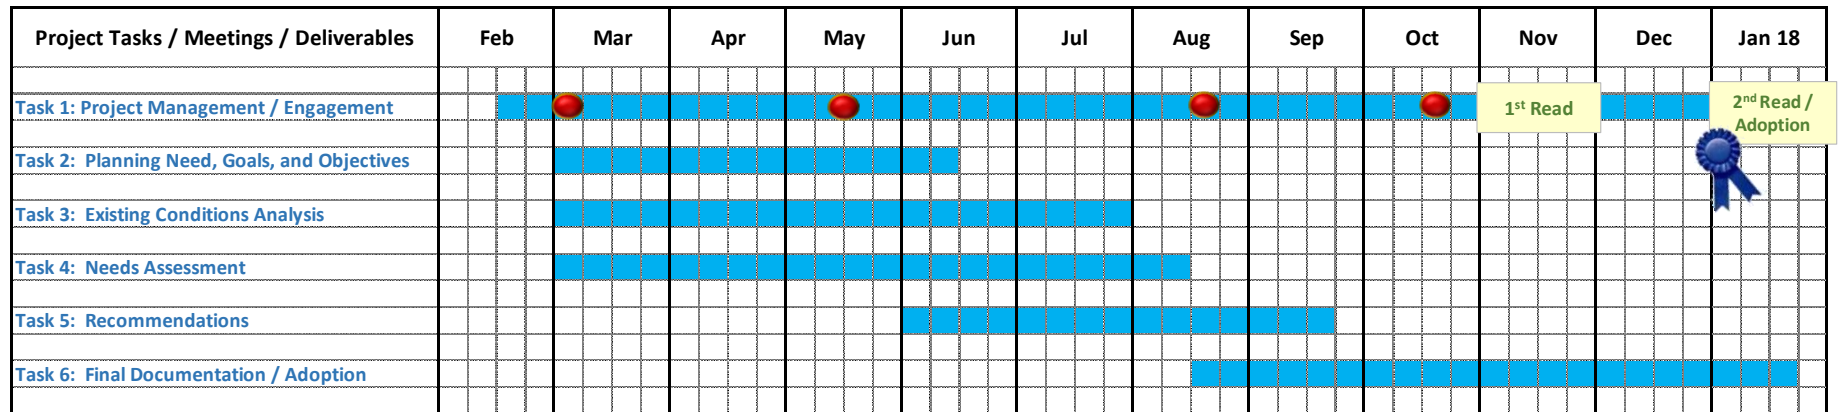 Project Tasks / Meetings / Deliverables Feb Mar Apr May Jun Jul Aug Sep Oct Nov Dec Jan 18
Task 1: Project Management / Engagement
1st Read
2nd Read /
Adoption
Task 2: Planning Need, Goals, and Objectives
Task 3: Existing Conditions Analysis
Task 4: Needs Assessment
Task 5: Recommendations
Task 6: Final Documentation / Adoption